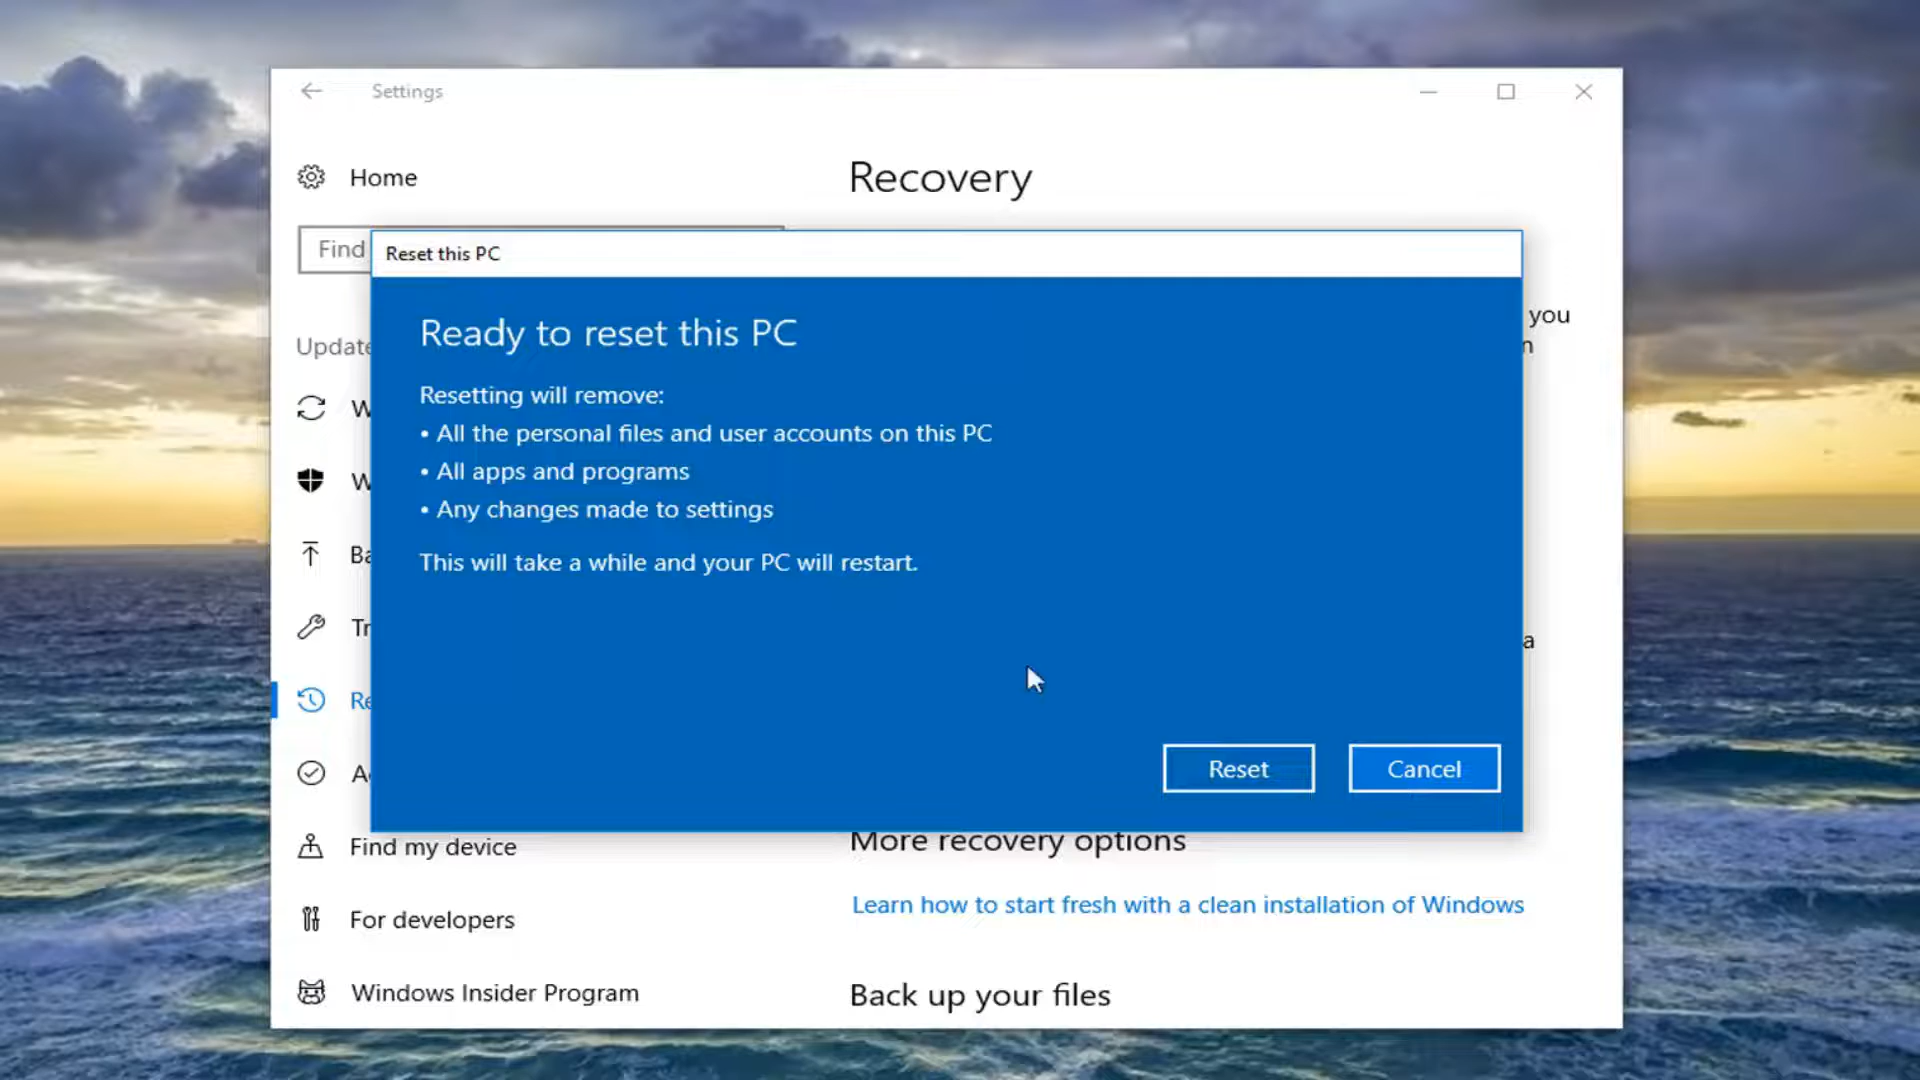 Settings
Home
Recovery
Find
Reset this PC
Ready to reset this PC
you
Update
Resetting will remove:
• All the personal files and user accounts on this PC
• All apps and programs
• Any changes made to settings
This will take a while and your PC will restart.
a
Reset
Cancel
Find my device
More recovery options
Learn how to start fresh with a clean installation of Windows
For developers
Windows Insider Program
Back up your files